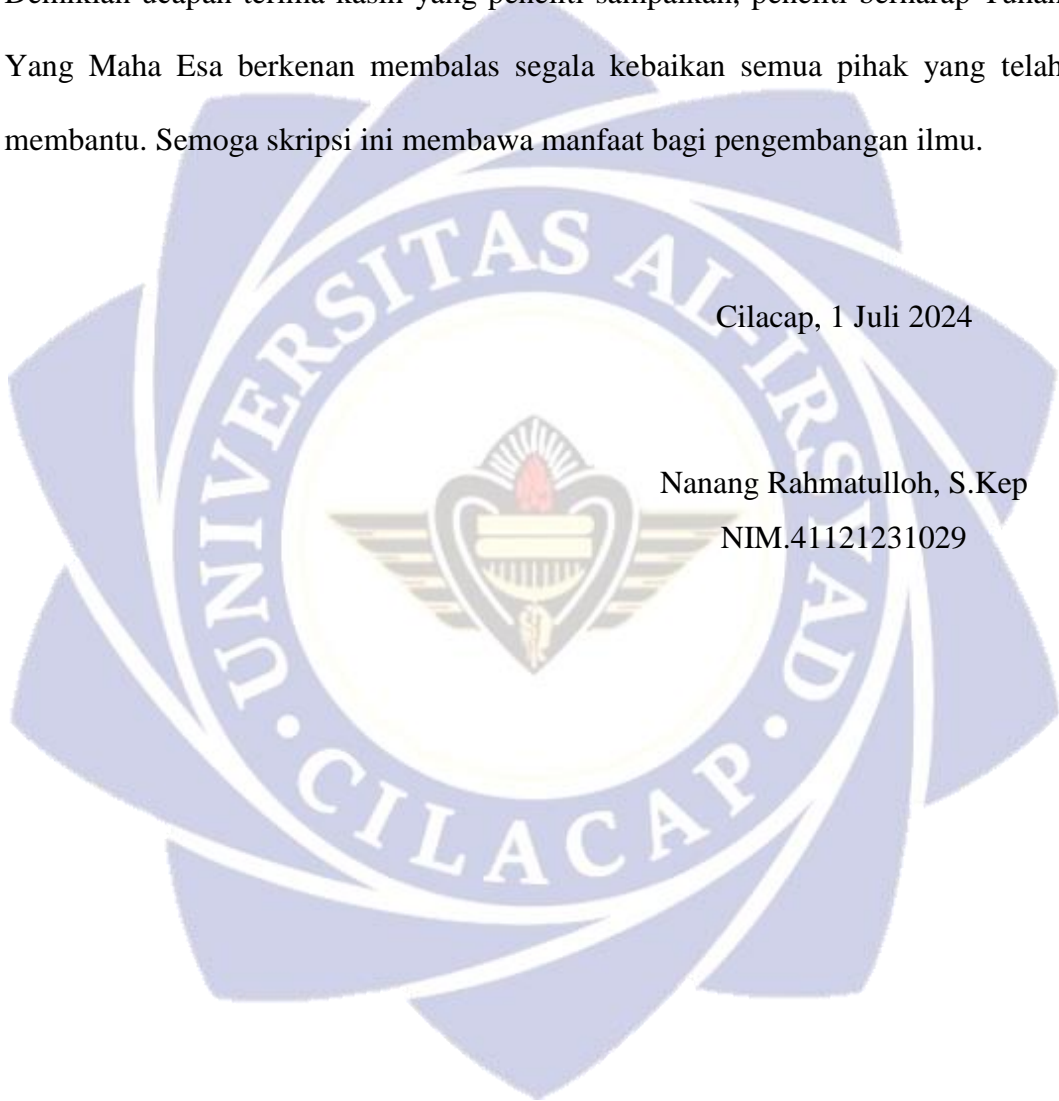 Demikian ucapan terima kasih yang peneliti sampaikan, peneliti berharap Tuhan
Yang Maha Esa berkenan membalas segala kebaikan semua pihak yang telah
membantu. Semoga skripsi ini membawa manfaat bagi pengembangan ilmu.
Cilacap, 1 Juli 2024
Nanang Rahmatulloh, S.Kep
NIM.41121231029
UNIVERSITAS AL-IRSYAD
• CILACAP •